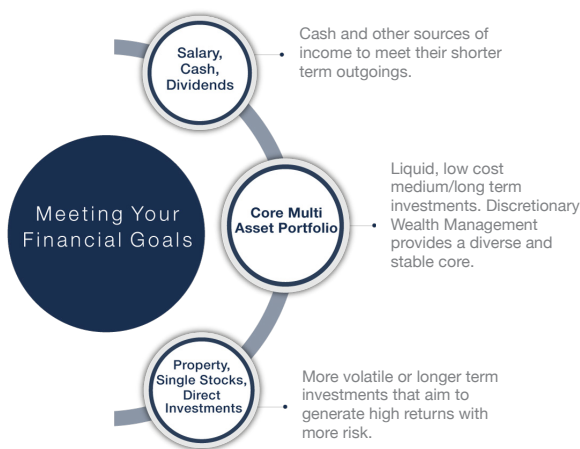 Salary,
Cash,
Dividends
Cash and other sources of
income to meet their shorter
term outgoings.
Meeting Your
Financial Goals
Core Multi
Asset Portfolio
Liquid, low cost
medium/long term
investments. Discretionary
Wealth Management
provides a diverse and
stable core.
Property,
Single Stocks,
Direct
Investments
More volatile or longer term
investments that aim to
generate high returns with
more risk.